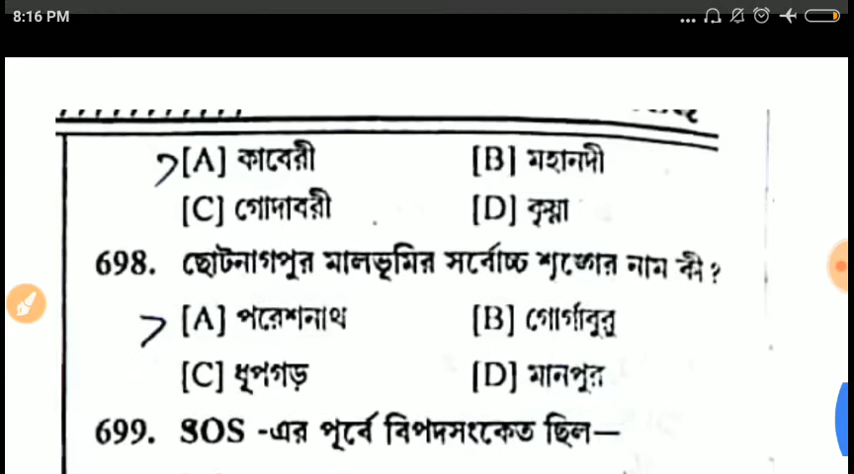 8:16 PM
[A] কাবেরী [B] মহানদী
[C] গোদাবরী [D] কৃষ্ণা
698. ছোটনাগপুর মালভূমির সর্বোচ্চ শৃঙ্গের নাম কী?
[A] পরেশনাথ [B] গোর্গাবুরু
[C] ধূপগড় [D] মানপুর
699. SOS -এর পূর্বে বিপদসংকেত ছিল—